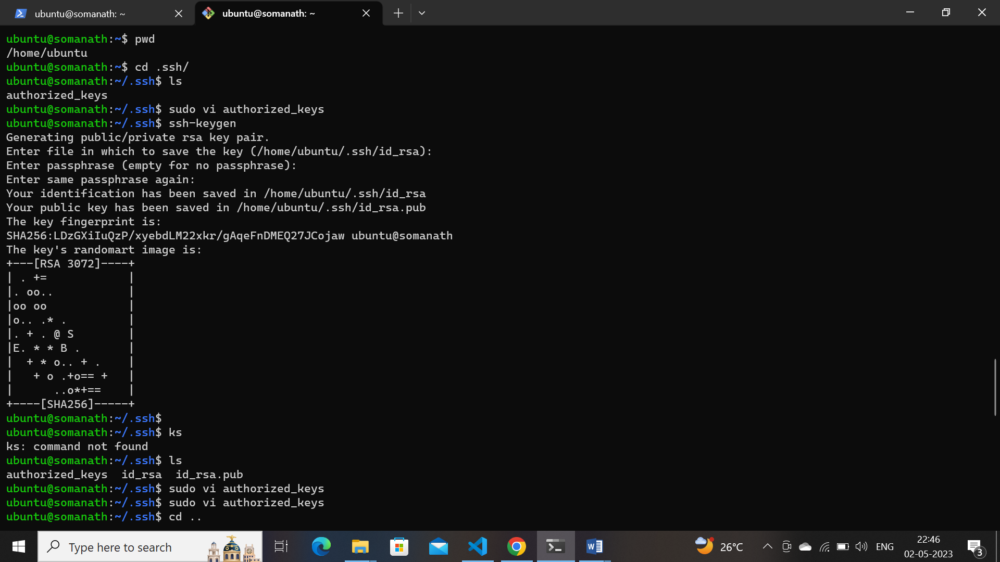 ubuntu@somanath: ~
ubuntu@somanath: ~
ubuntu@somanath:~$ pwd
/home/ubuntu
ubuntu@somanath:~$ cd .ssh/
ubuntu@somanath:~/.ssh$ ls
authorized_keys
ubuntu@somanath:~/.ssh$ sudo vi authorized_keys
ubuntu@somanath:~/.ssh$ ssh-keygen
Generating public/private rsa key pair.
Enter file in which to save the key (/home/ubuntu/.ssh/id_rsa):
Enter passphrase (empty for no passphrase):
Enter same passphrase again:
Your identification has been saved in /home/ubuntu/.ssh/id_rsa
Your public key has been saved in /home/ubuntu/.ssh/id_rsa.pub
The key fingerprint is:
SHA256:LDzGXiIuQzP/xyebdLM22xkr/gAqeFnDMEQ27JCojaw ubuntu@somanath
The key's randomart image is:
+---[RSA 3072]----+
| . +=            |
|. oo..           |
|oo oo            |
|o.. .* .         |
|. + . @ S        |
|E. * * B .       |
|  + * o.. + .    |
|   + o .+o== +   |
|      ..o*+==    |
+----[SHA256]-----+
ubuntu@somanath:~/.ssh$
ubuntu@somanath:~/.ssh$ ks
ks: command not found
ubuntu@somanath:~/.ssh$ ls
authorized_keys  id_rsa  id_rsa.pub
ubuntu@somanath:~/.ssh$ sudo vi authorized_keys
ubuntu@somanath:~/.ssh$ sudo vi authorized_keys
ubuntu@somanath:~/.ssh$ cd ..
Type here to search
26°C
ENG
22:46
02-05-2023
3